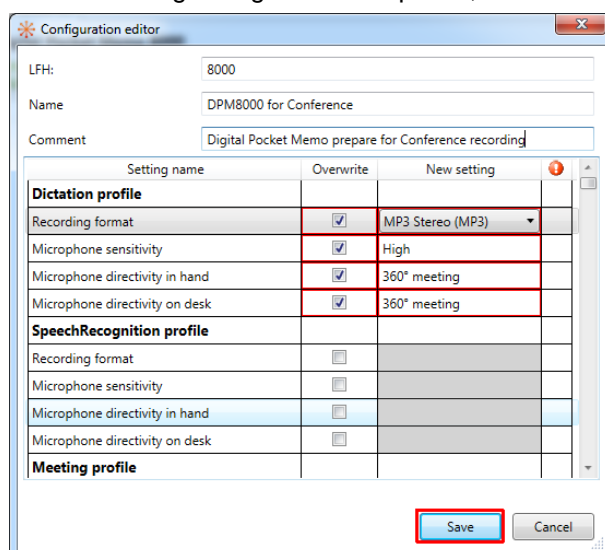 Configuration editor
LFH: 8000
Name DPM8000 for Conference
Comment Digital Pocket Memo prepare for Conference recording
Setting name Overwrite New setting
Dictation profile
Recording format MP3 Stereo (MP3)
Microphone sensitivity High
Microphone directivity in hand 360° meeting
Microphone directivity on desk 360° meeting
SpeechRecognition profile
Recording format
Microphone sensitivity
Microphone directivity in hand
Microphone directivity on desk
Meeting profile
Save Cancel